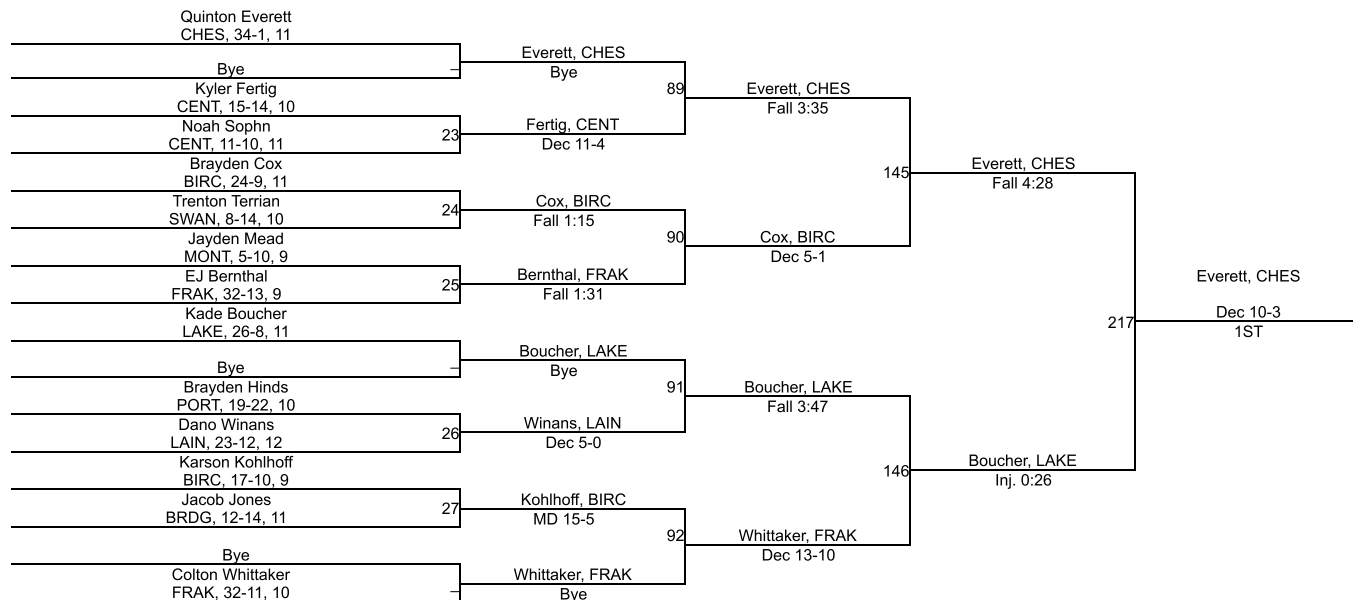 Quinton Everett
CHES, 34-1, 11
Bye
–
Kyler Fertig
CENT, 15-14, 10
Noah Sophn
CENT, 11-10, 11
23
Brayden Cox
BIRC, 24-9, 11
Trenton Terrian
SWAN, 8-14, 10
24
Jayden Mead
MONT, 5-10, 9
EJ Bernthal
FRAK, 32-13, 9
25
Kade Boucher
LAKE, 26-8, 11
Bye
–
Brayden Hinds
PORT, 19-22, 10
Dano Winans
LAIN, 23-12, 12
26
Karson Kohlhoff
BIRC, 17-10, 9
Jacob Jones
BRDG, 12-14, 11
27
Bye
Colton Whittaker
FRAK, 32-11, 10
–
Everett, CHES
Bye
89
Fertig, CENT
Dec 11-4
Cox, BIRC
Fall 1:15
90
Bernthal, FRAK
Fall 1:31
Boucher, LAKE
Bye
91
Winans, LAIN
Dec 5-0
Kohlhoff, BIRC
MD 15-5
92
Whittaker, FRAK
Bye
Everett, CHES
Fall 3:35
145
Cox, BIRC
Dec 5-1
Boucher, LAKE
Fall 3:47
146
Whittaker, FRAK
Dec 13-10
Everett, CHES
Fall 4:28
217
Boucher, LAKE
Inj. 0:26
Everett, CHES
Dec 10-3
1ST